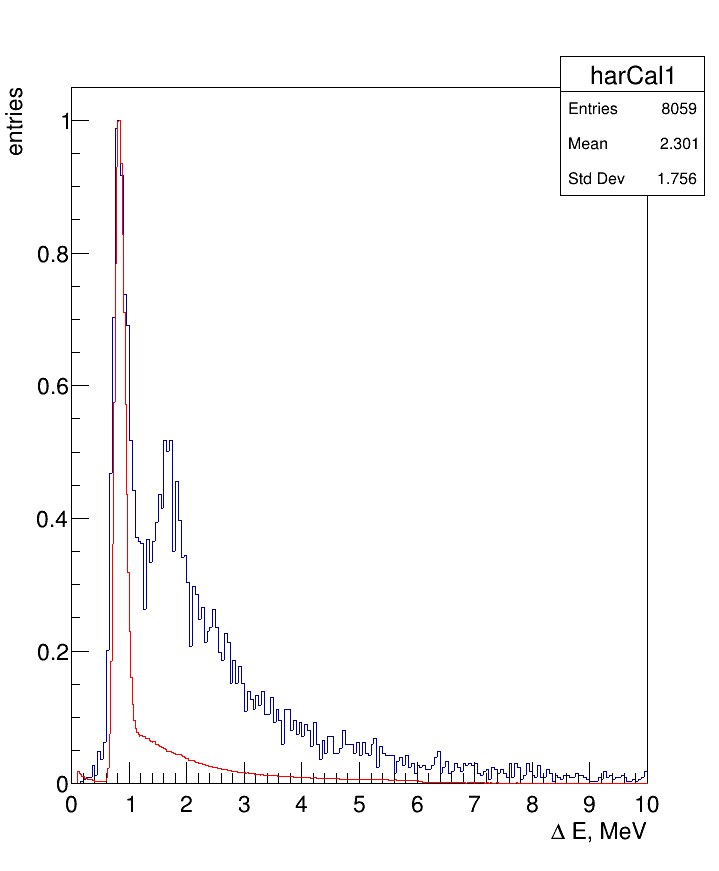 harCal1
Entries 8059
Mean 2.301
Std Dev 1.756
entries
1
0.8
0.6
0.4
0.2
0
0 1 2 3 4 5 6 7 8 9 10
Δ E, MeV